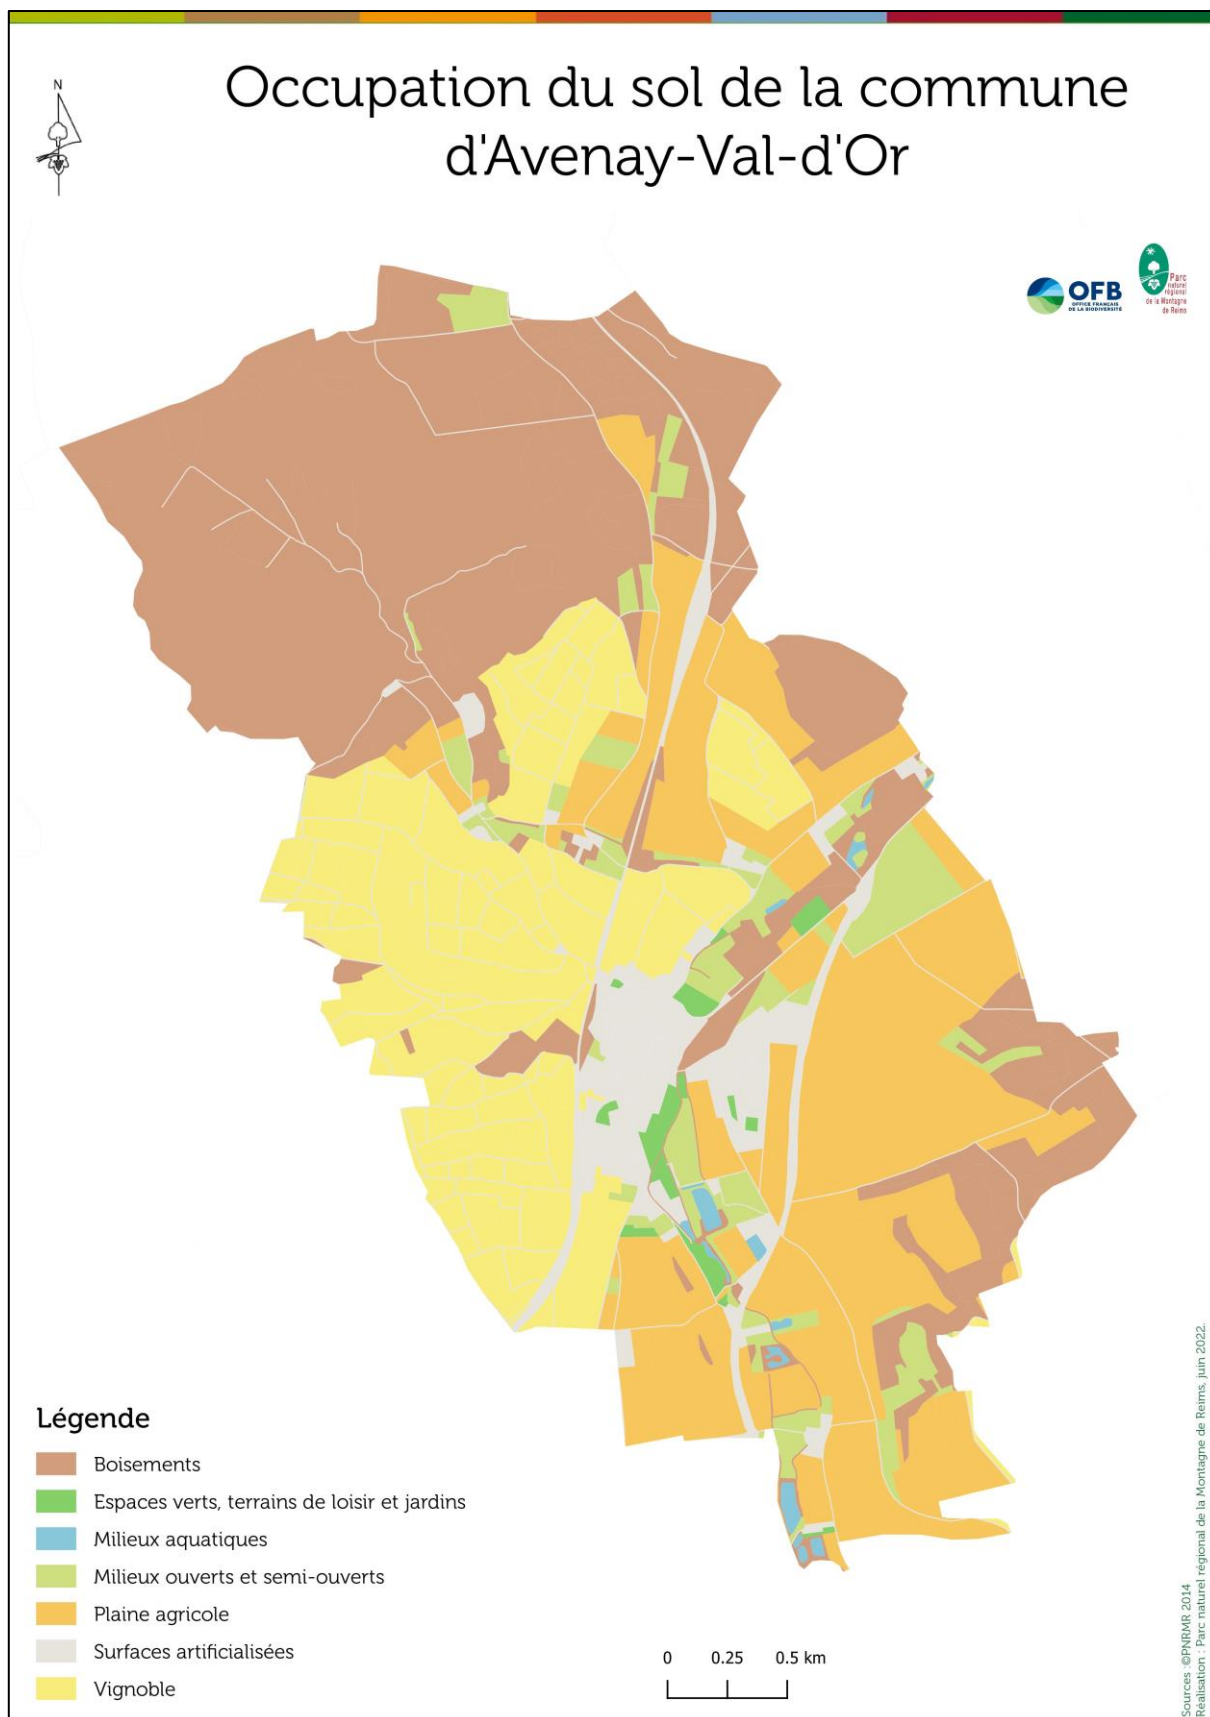 Occupation du sol de la commune
d'Avenay-Val-d'Or
N
OFB
OFFICE FRANÇAIS
DE LA BIODIVERSITÉ
Parc
naturel
régional
de la Montagne
de Reims
Légende
Boisements
Espaces verts, terrains de loisir et jardins
Milieux aquatiques
Milieux ouverts et semi-ouverts
Plaine agricole
Surfaces artificialisées
Vignoble
0 0.25 0.5 km
Sources :©PNRMR 2014
Réalisation : Parc naturel régional de la Montagne de Reims, juin 2022.